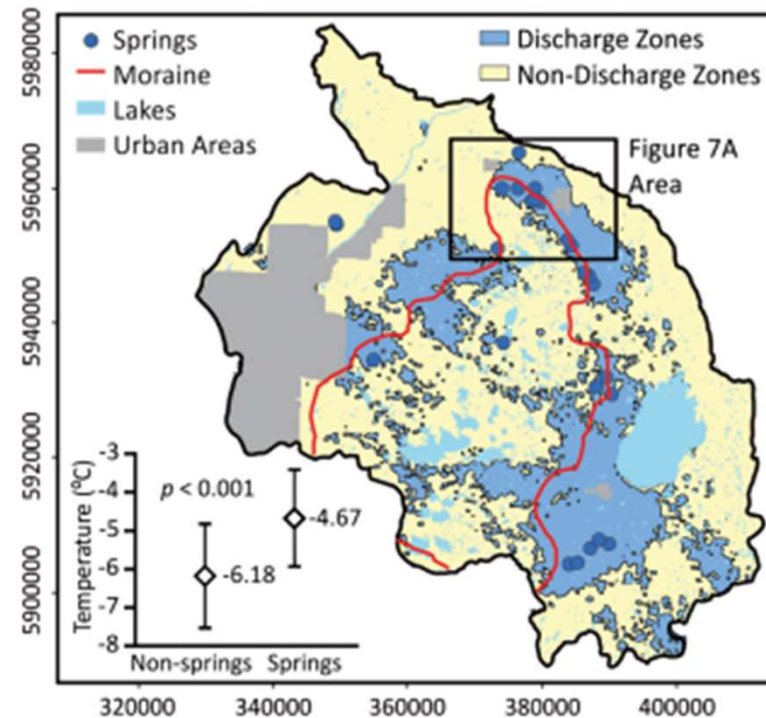 Springs
Moraine
Lakes
Urban Areas
Discharge Zones
Non-Discharge Zones
Figure 7A
Area
5980000
5960000
5940000
5920000
5900000
320000 340000 360000 380000 400000
Temperature (⁰C)
-3
-4
-5
-6
-7
-8
p < 0.001
-4.67
-6.18
Non-springs Springs